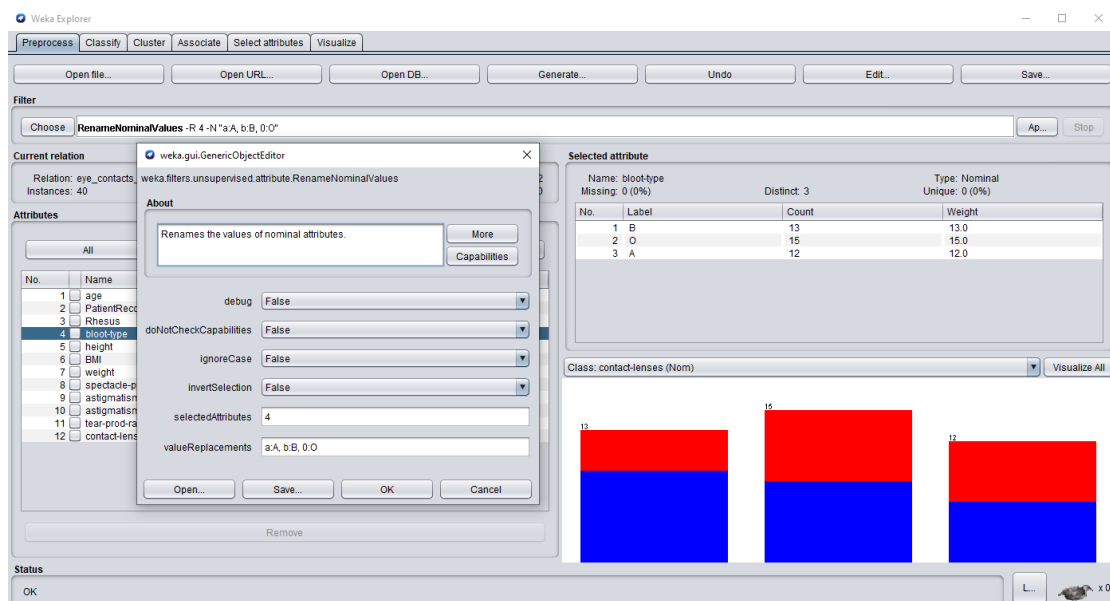 Weka Explorer
Preprocess Classify Cluster Associate Select attributes Visualize
Open file... Open URL... Open DB... Generate... Undo Edit... Save...
Filter
Choose RenameNominalValues -R 4 -N "a:A, b:B, 0:O" Ap... Stop
Current relation
Relation: eye_contacts_ 2
Instances: 40 0
Attributes
All
No. Name
1 age
2 PatientReco
3 Rhesus
4 bloot-type
5 height
6 BMI
7 weight
8 spectacle-p
9 astigmatism
10 astigmatism
11 tear-prod-ra
12 contact-lens
Remove
weka.gui.GenericObjectEditor
weka.filters.unsupervised.attribute.RenameNominalValues
About
Renames the values of nominal attributes.
More
Capabilities
debug False
doNotCheckCapabilities False
ignoreCase False
invertSelection False
selectedAttributes 4
valueReplacements a:A, b:B, 0:O
Open... Save... OK Cancel
Selected attribute
Name: bloot-type Type: Nominal
Missing: 0 (0%) Distinct: 3 Unique: 0 (0%)
No. Label Count Weight
1 B 13 13.0
2 O 15 15.0
3 A 12 12.0
Class: contact-lenses (Nom) Visualize All
13
15
12
Status
OK
L... x 0